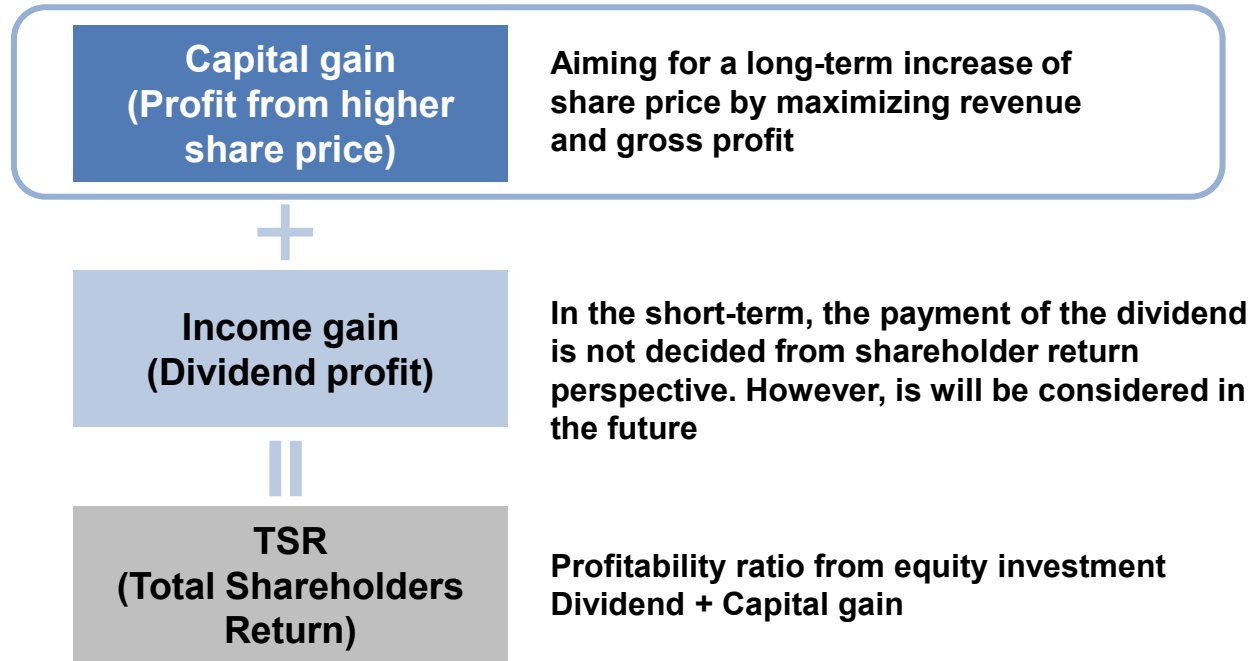 Capital gain
(Profit from higher
share price)
Aiming for a long-term increase of
share price by maximizing revenue
and gross profit
+
Income gain
(Dividend profit)
In the short-term, the payment of the dividend
is not decided from shareholder return
perspective. However, is will be considered in
the future
TSR
(Total Shareholders
Return)
Profitability ratio from equity investment
Dividend + Capital gain